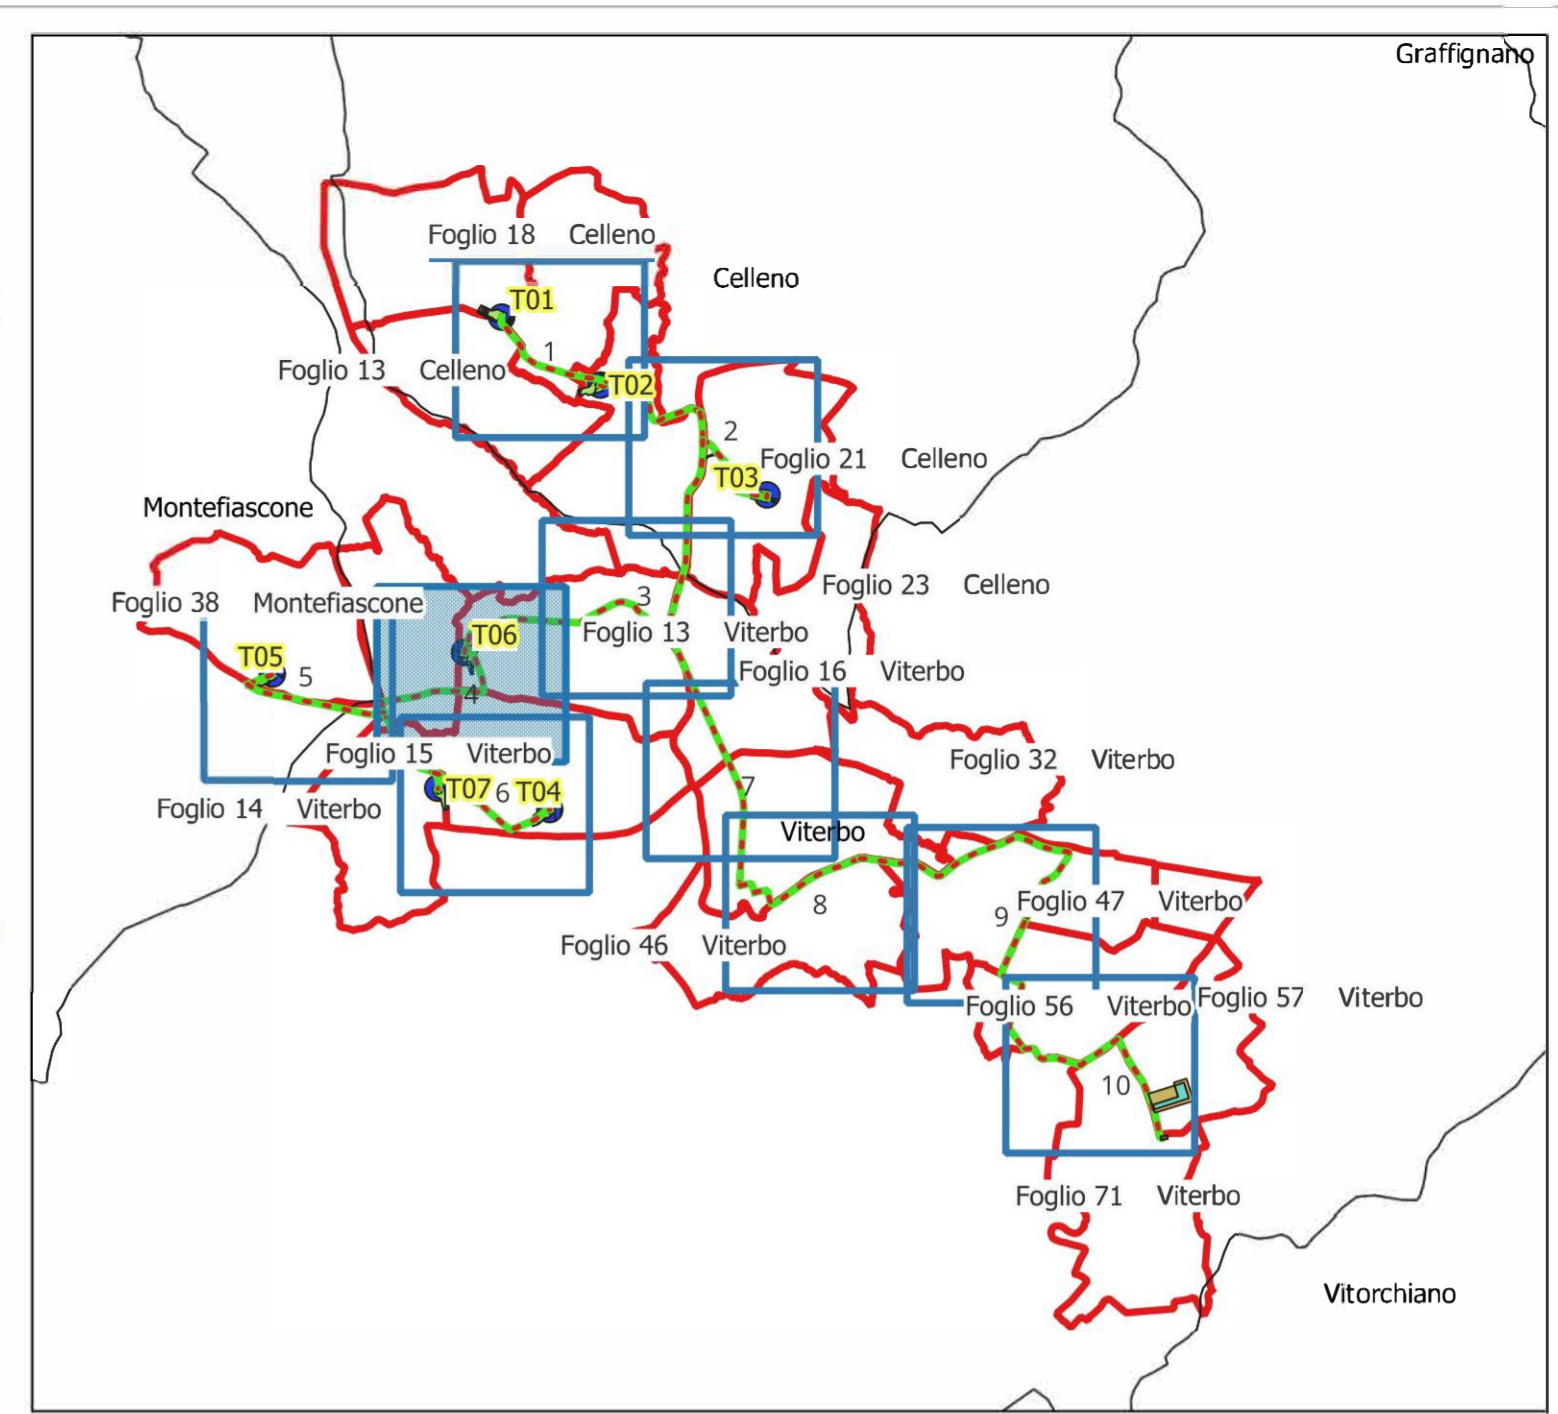 Graffignano
Foglio 18 Celleno
Celleno
T01
1
Foglio 13 Celleno
T02
2
Foglio 21 Celleno
T03
Montefiascone
Foglio 23 Celleno
Foglio 38 Montefiascone
3
T06
Foglio 13 Viterbo
T05
5
Foglio 16 Viterbo
4
Foglio 15 Viterbo
Foglio 32 Viterbo
T07
6
T04
7
Foglio 14 Viterbo
Viterbo
8
9
Foglio 47 Viterbo
Foglio 46 Viterbo
Foglio 56 Viterbo
Foglio 57 Viterbo
10
Foglio 71 Viterbo
Vitorchiano